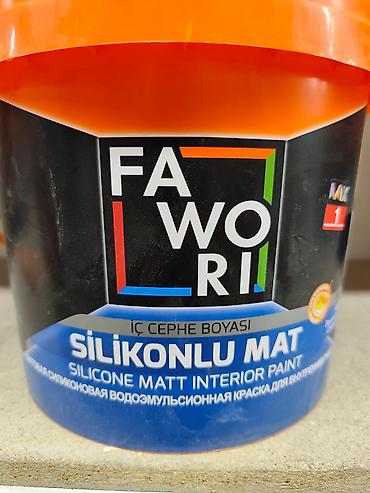 FA
WO
RI
1
İÇ CEPHE BOYASI
SİLİKONLU MAT
SILICONE MATT INTERIOR PAINT
СИЛИКОНОВАЯ ВОДОЭМУЛЬСИОННАЯ КРАСКА ДЛЯ